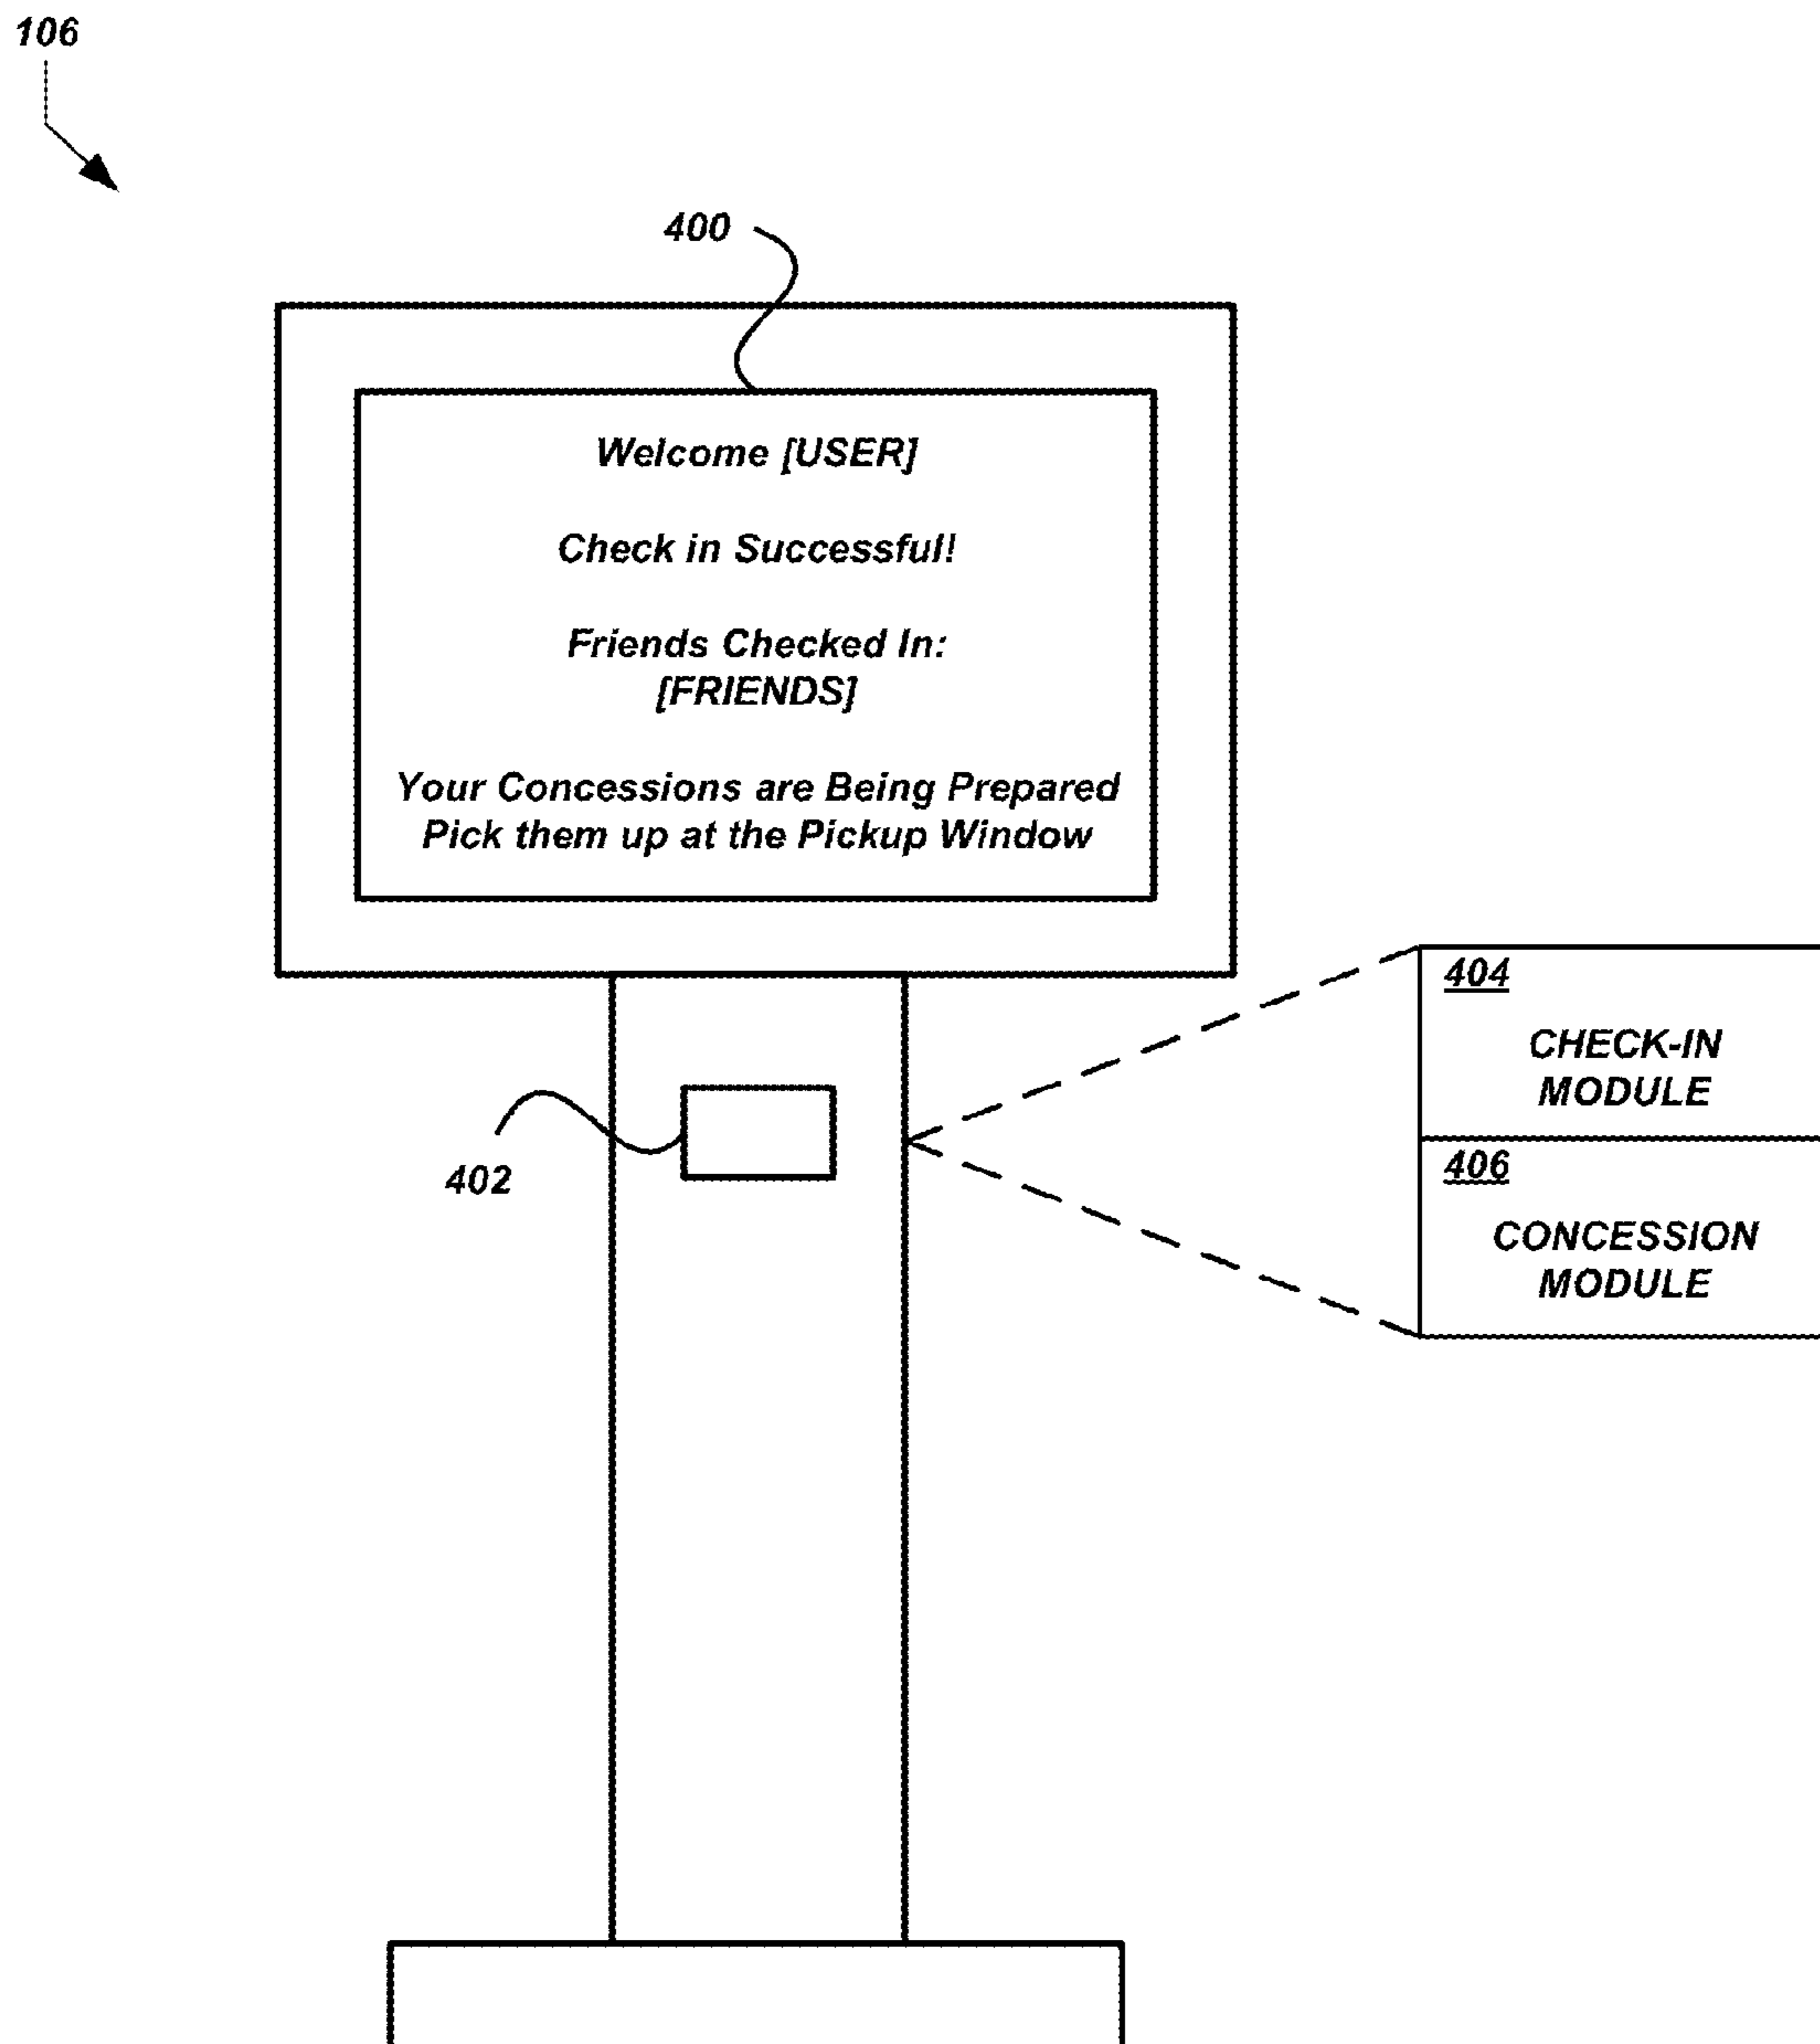 106
400
Welcome [USER]
Check in Successful!
Friends Checked In:
[FRIENDS]
Your Concessions are Being Prepared
Pick them up at the Pickup Window
404
CHECK-IN
MODULE
402
406
CONCESSION
MODULE